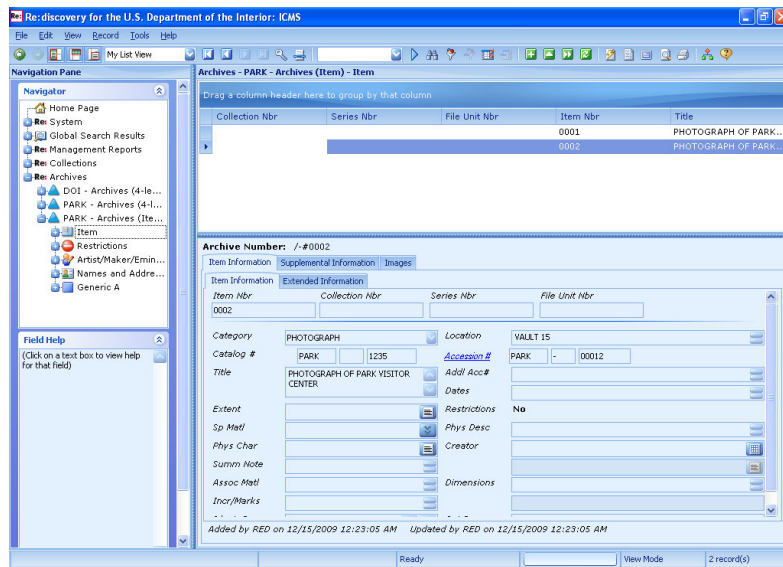 Re:discovery for the U.S. Department of the Interior: ICMS
File Edit View Record Tools Help
My List View
Navigation Pane
Navigator
Home Page
Re: System
Global Search Results
Re: Management Reports
Re: Collections
Re: Archives
DOI - Archives (4-le...
PARK - Archives (4-l...
PARK - Archives (Ite...
Item
Restrictions
Artist/Maker/Emin...
Names and Addre...
Generic A
Field Help
(Click on a text box to view help
for that field)
Archives - PARK - Archives (Item) - Item
Drag a column header here to group by that column
Collection Nbr Series Nbr File Unit Nbr Item Nbr Title
0001 PHOTOGRAPH OF PARK...
0002 PHOTOGRAPH OF PARK...
Archive Number: /-#0002
Item Information Supplemental Information Images
Item Information Extended Information
Item Nbr Collection Nbr Series Nbr File Unit Nbr
0002
Category PHOTOGRAPH Location VAULT 15
Catalog # PARK 1235 Accession # PARK - 00012
Title PHOTOGRAPH OF PARK VISITOR
CENTER
Addl Acc#
Dates
Extent Restrictions No
Sp Matl Phys Desc
Phys Char Creator
Summ Note
Assoc Matl Dimensions
Incr/Marks
Added by RED on 12/15/2009 12:23:05 AM Updated by RED on 12/15/2009 12:23:05 AM
Ready View Mode 2 record(s)